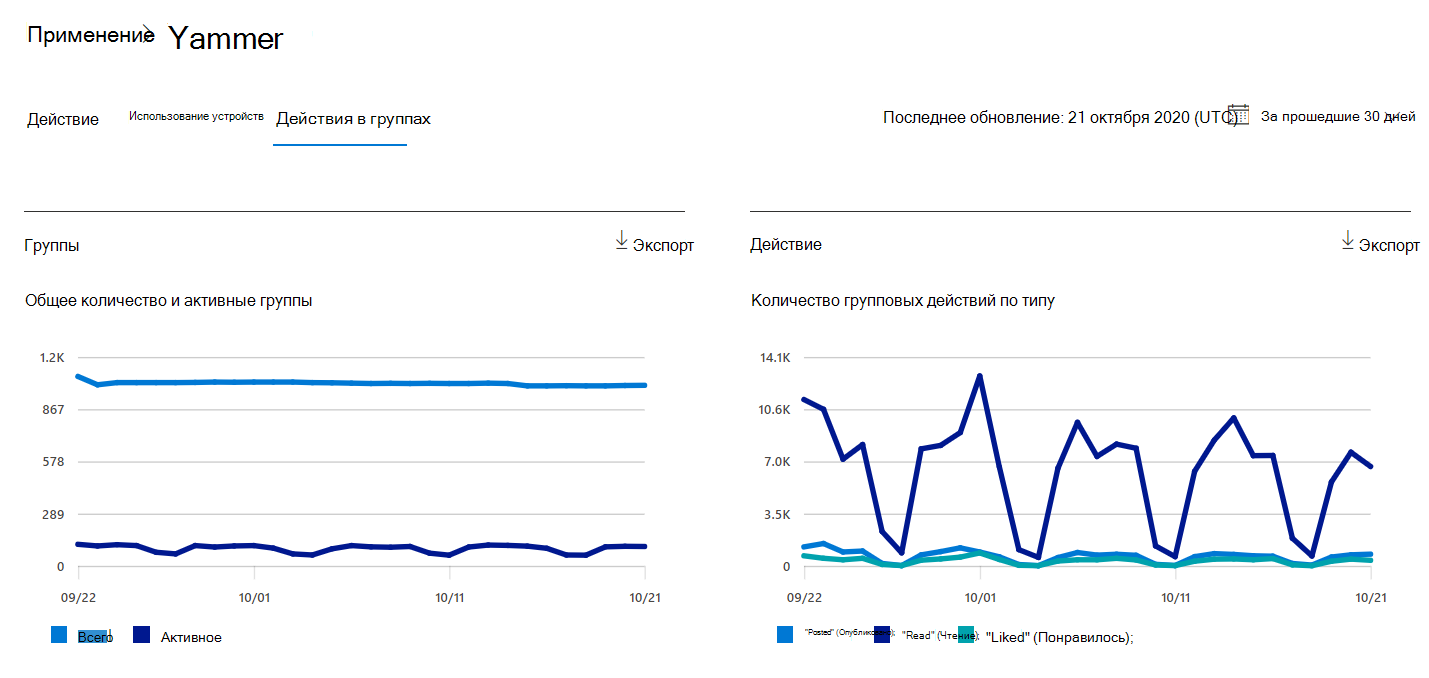 Применение Yammer
Действие Использование устройств Действия в группах Последнее обновление: 21 октября 2020 (UTC) За прошедшие 30 дней
Группы Экспорт
Общее количество и активные группы
1.2K
867
578
289
0
09/22 10/01 10/11 10/21
Всего Активное
Действие Экспорт
Количество групповых действий по типу
14.1K
10.6K
7.0K
3.5K
0
09/22 10/01 10/11 10/21
"Posted" (Опубликовано); "Read" (Чтение); "Liked" (Понравилось);